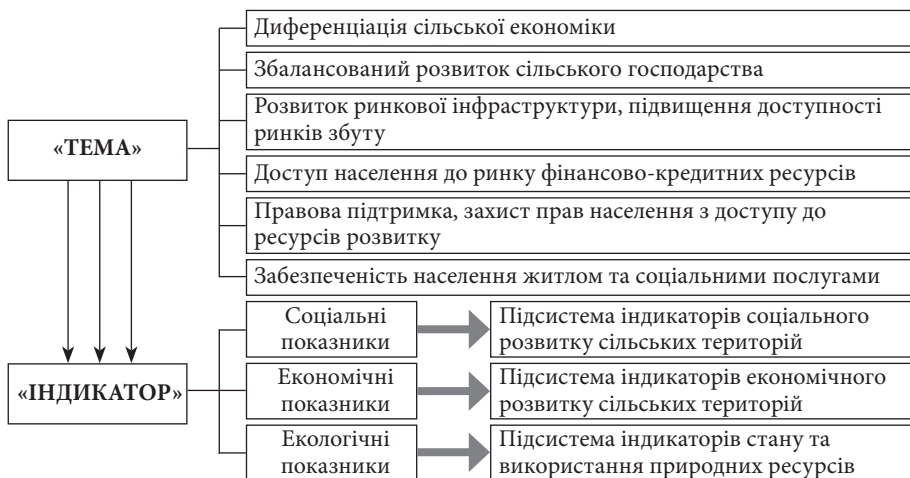 Диференціація сільської економіки
Збалансований розвиток сільського господарства
Розвиток ринкової інфраструктури, підвищення доступності
ринків збуту
«ТЕМА»
Доступ населення до ринку фінансово-кредитних ресурсів
Правова підтримка, захист прав населення з доступу до
ресурсів розвитку
Забезпеченість населення житлом та соціальними послугами
Соціальні
показники
Підсистема індикаторів соціального
розвитку сільських територій
«ІНДИКАТОР»
Економічні
показники
Підсистема індикаторів економічного
розвитку сільських територій
Екологічні
показники
Підсистема індикаторів стану та
використання природних ресурсів